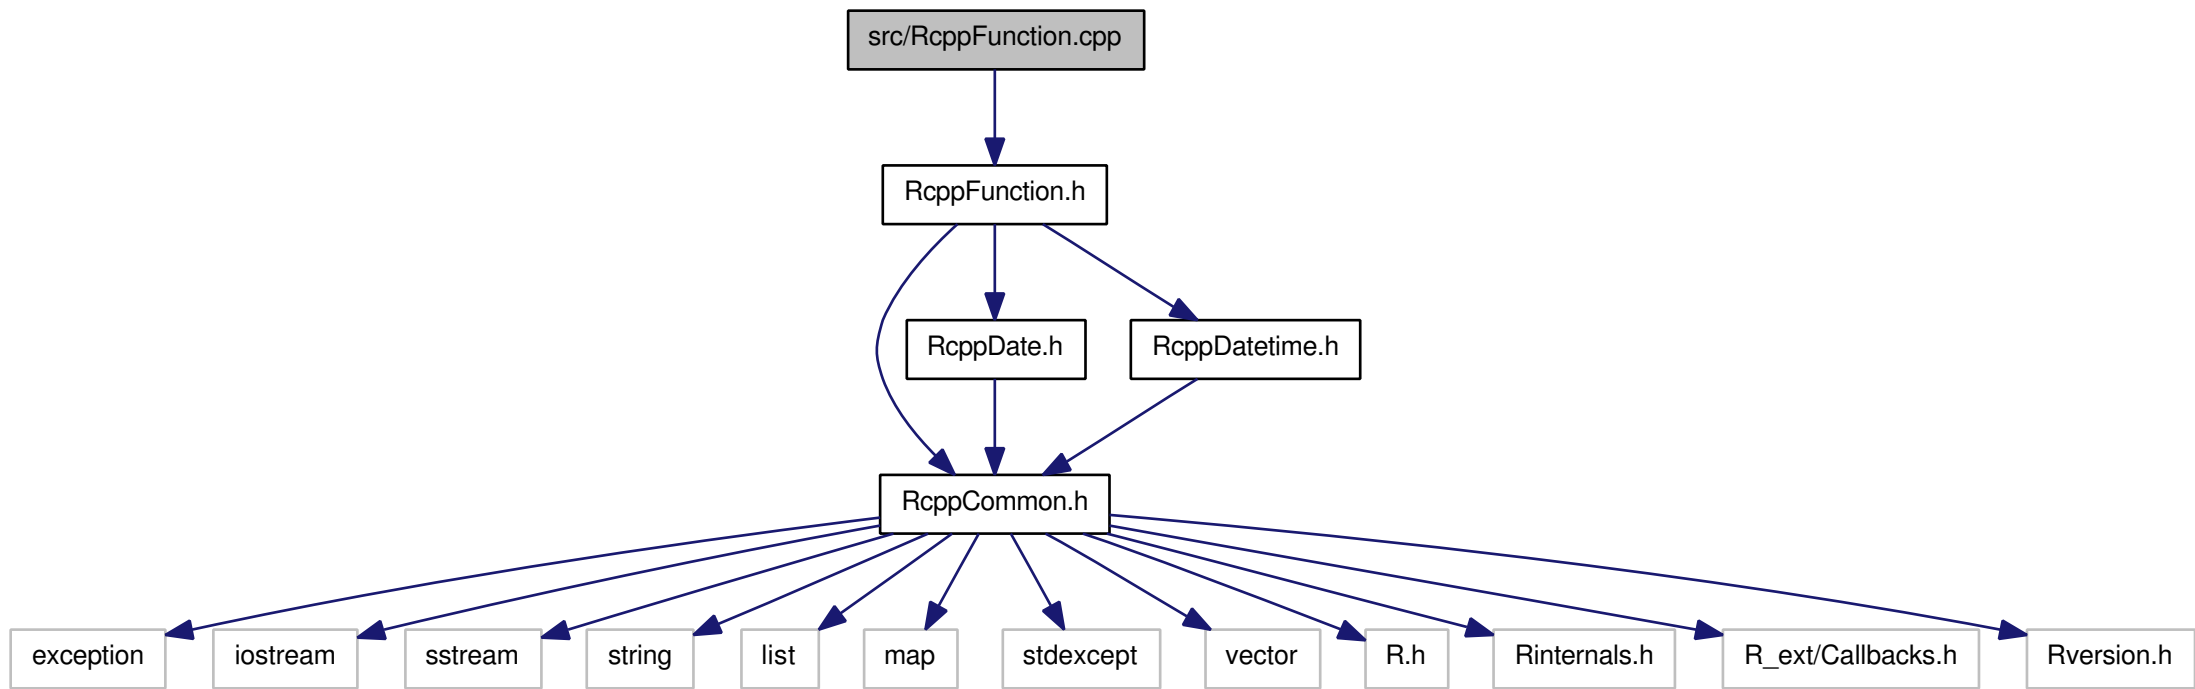 src/RcppFunction.cpp
RcppFunction.h
RcppDate.h
RcppDatetime.h
RcppCommon.h
exception
iostream
sstream
string
list
map
stdexcept
vector
R.h
Rinternals.h
R_ext/Callbacks.h
Rversion.h